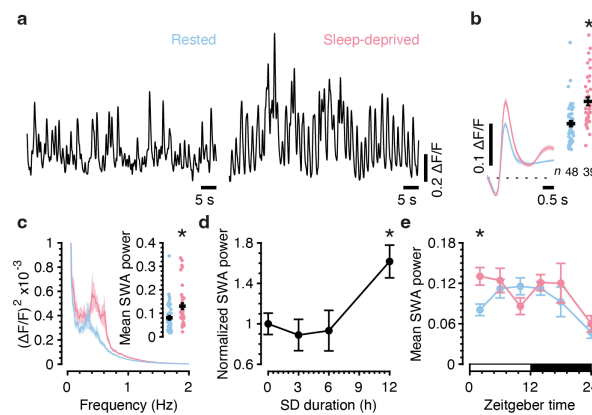 a
Rested
Sleep-deprived
0.2 ΔF/F
5 s
5 s
b
*
0.1 ΔF/F
n 48 39
0.5 s
c
(ΔF/F)² ×10⁻³
1
0.8
0.6
0.4
0.2
0
0 1 2
Frequency (Hz)
*
Mean SWA power
0.4
0.3
0.2
0.1
0
d
*
Normalized SWA power
1.8
1.4
1
0.6
0 3 6 12
SD duration (h)
e
*
Mean SWA power
0.18
0.12
0.06
0
0 12 24
Zeitgeber time